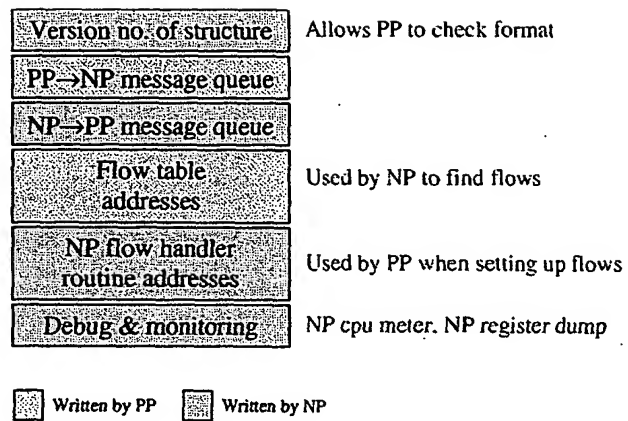 Version no. of structure Allows PP to check format
PP→NP message queue
NP→PP message queue
Flow table
addresses
Used by NP to find flows
NP flow handler
routine addresses
Used by PP when setting up flows
Debug & monitoring NP cpu meter. NP register dump
Written by PP Written by NP